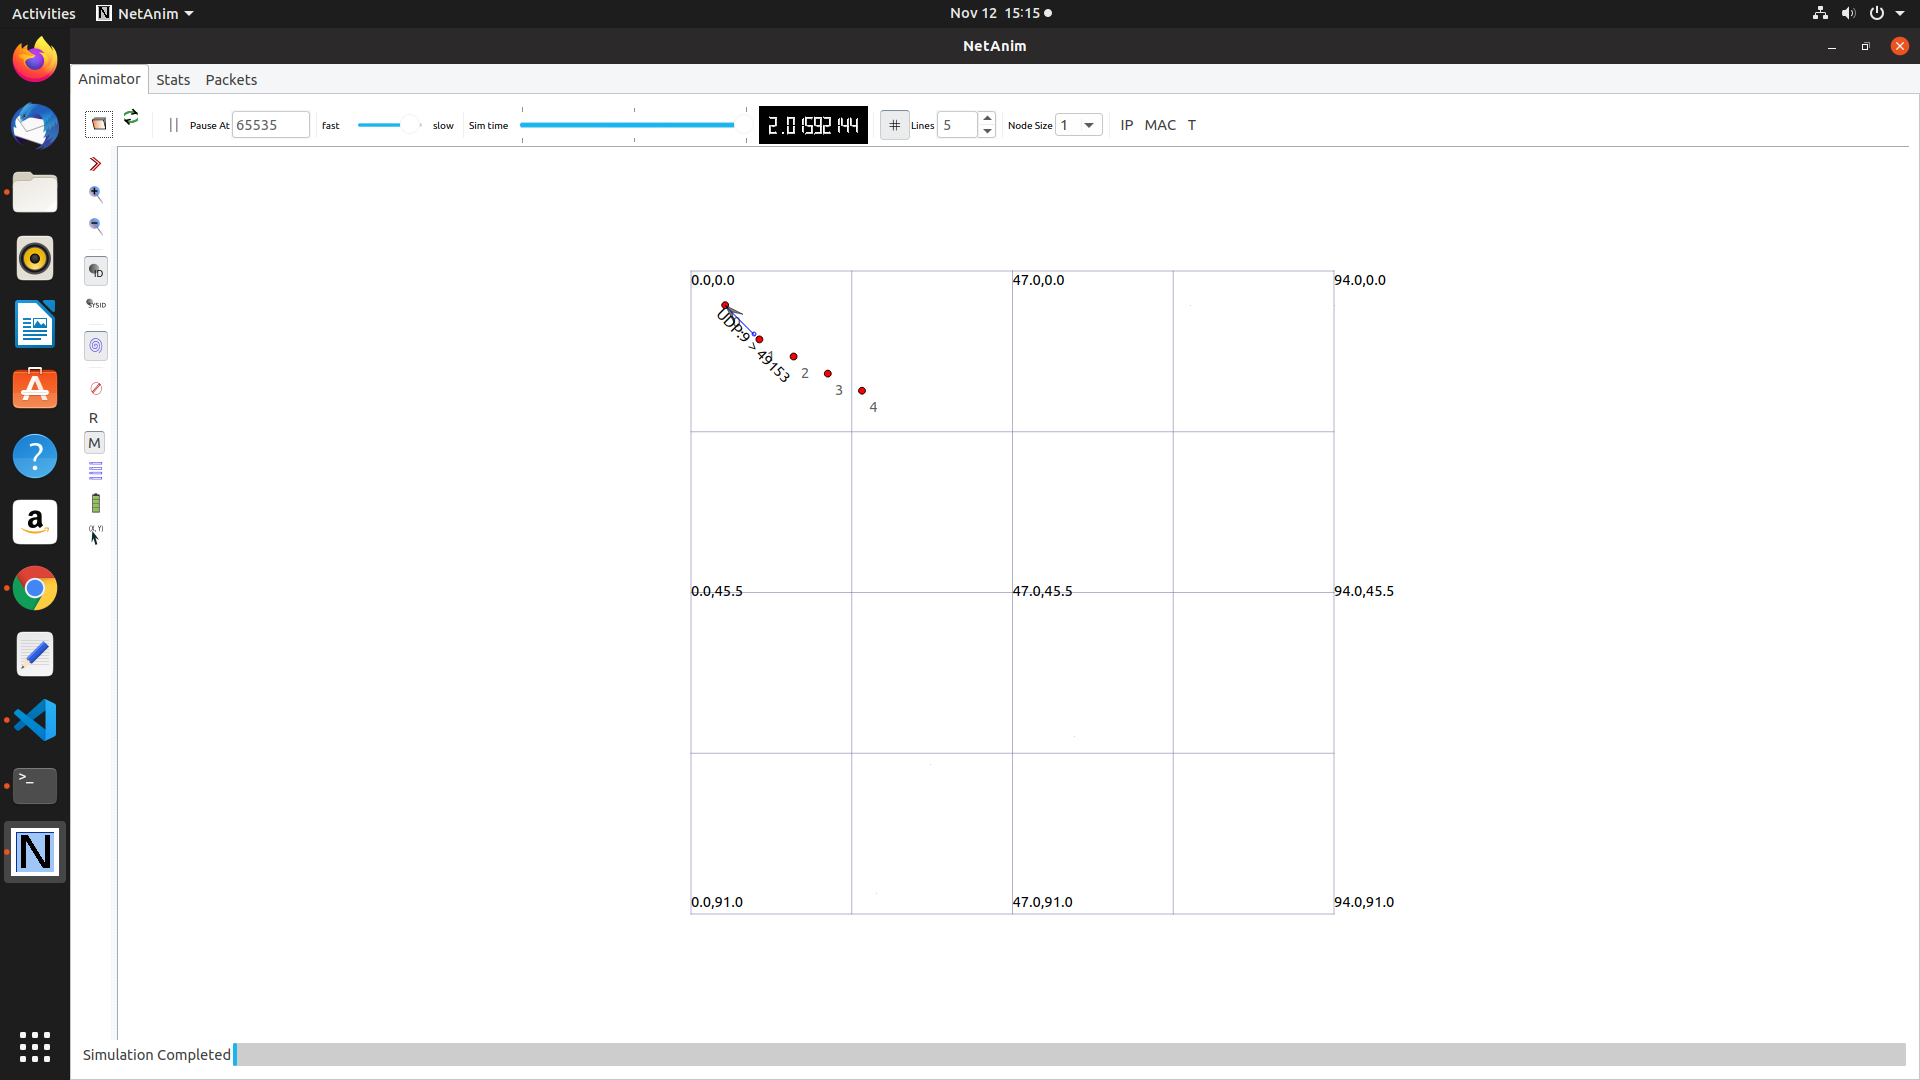 Activities NetAnim Nov 12 15:15
NetAnim
Animator Stats Packets
Pause At 65535 fast slow Sim time 2.01592144 # Lines 5 Node Size 1 IP MAC T
ID
SYSID
R
M
(X, Y)
0.0,0.0 47.0,0.0 94.0,0.0
UDP:9 > 49153
2
3
4
0.0,45.5 47.0,45.5 94.0,45.5
0.0,91.0 47.0,91.0 94.0,91.0
?
a
>_
N
Simulation Completed